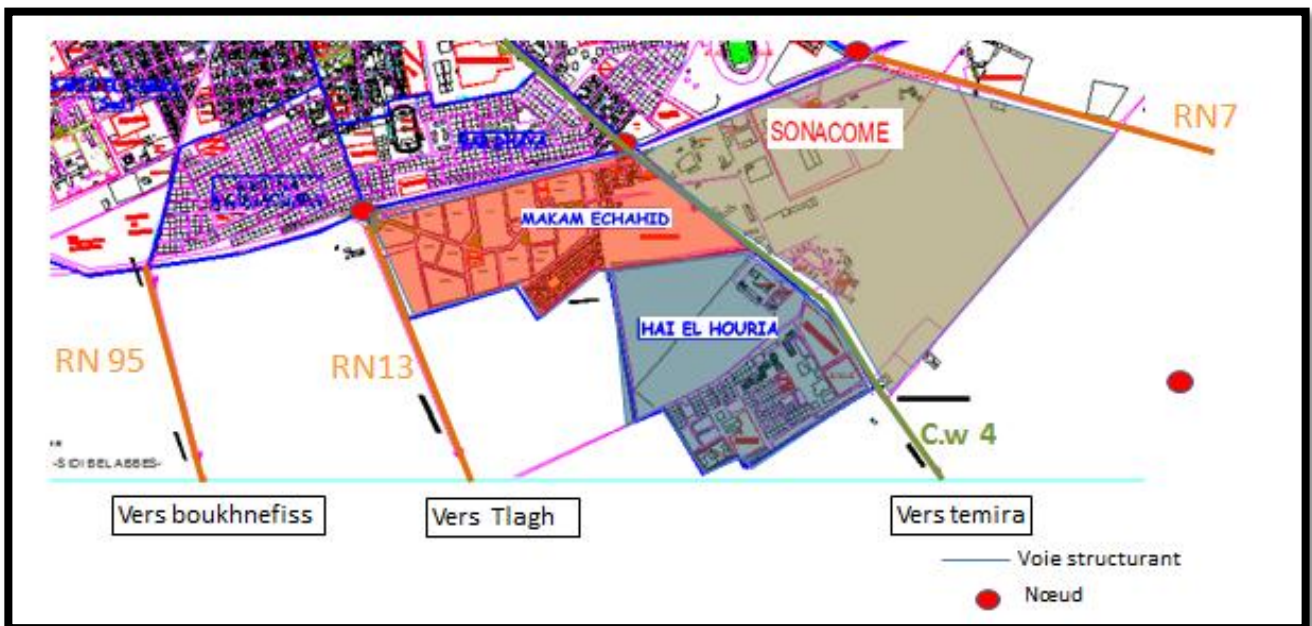 RN7
SONACOME
MAKAM ECHAHID
HAI EL HOURIA
RN 95
RN13
C.w 4
-SIDI BEL ABBES-
Vers boukhnefiss
Vers Tlagh
Vers temira
Voie structurant
Nœud